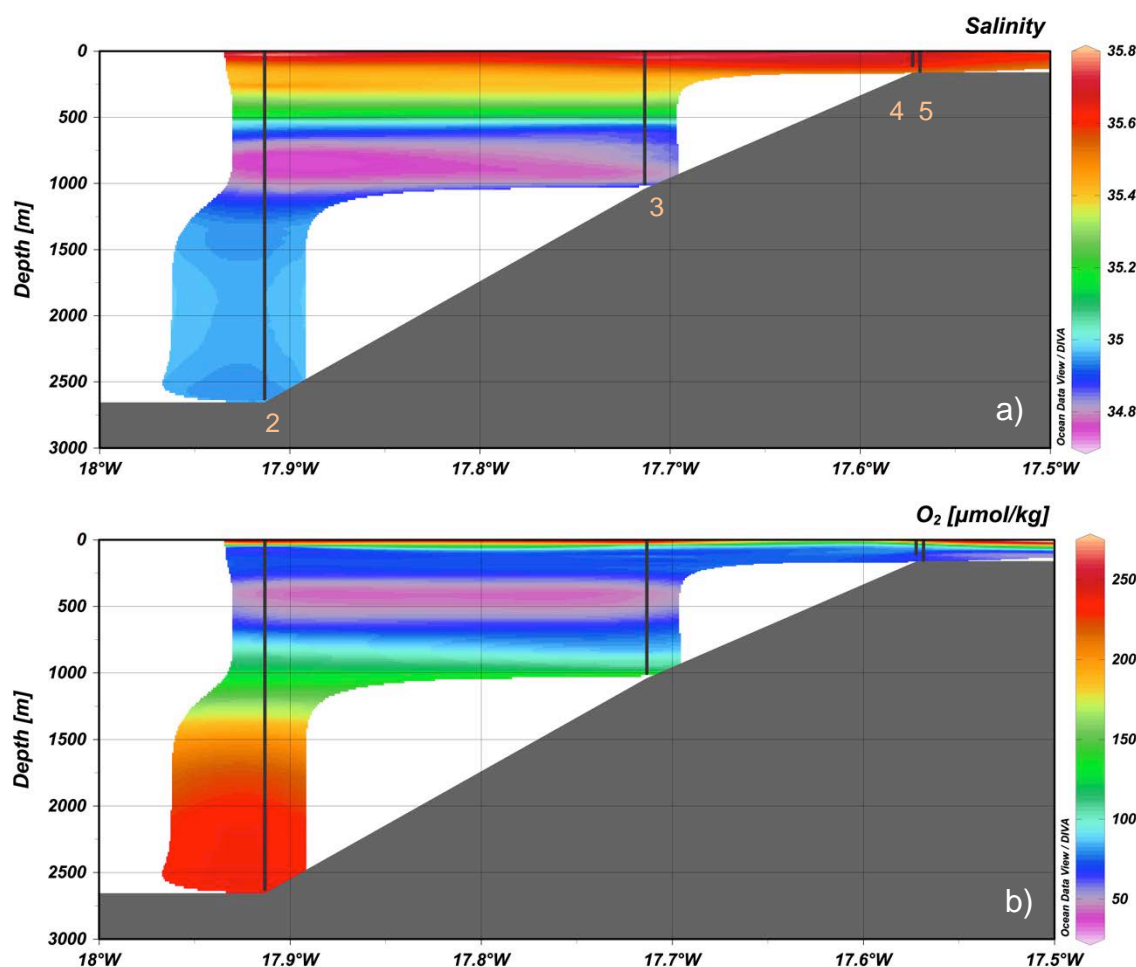 Salinity
0
500
1000
1500
2000
2500
3000
Depth [m]
18°W
17.9°W
17.8°W
17.7°W
17.6°W
17.5°W
2
3
4 5
a)
35.8
35.6
35.4
35.2
35
34.8
Ocean Data View / DIVA
O₂ [µmol/kg]
0
500
1000
1500
2000
2500
3000
Depth [m]
18°W
17.9°W
17.8°W
17.7°W
17.6°W
17.5°W
b)
250
200
150
100
50
Ocean Data View / DIVA